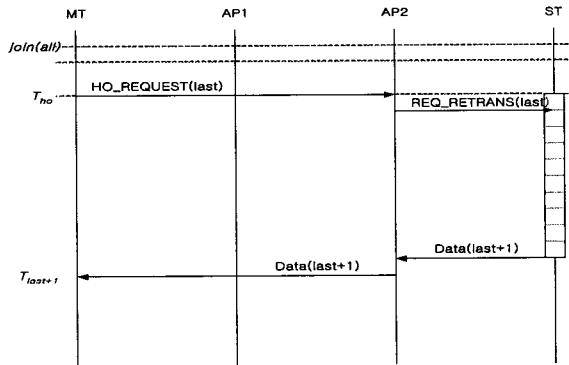 MT AP1 AP2 ST
join(all)
HO_REQUEST(last)
T_ho
REQ_RETRANS(last)
Data(last+1)
Data(last+1)
T_last+1